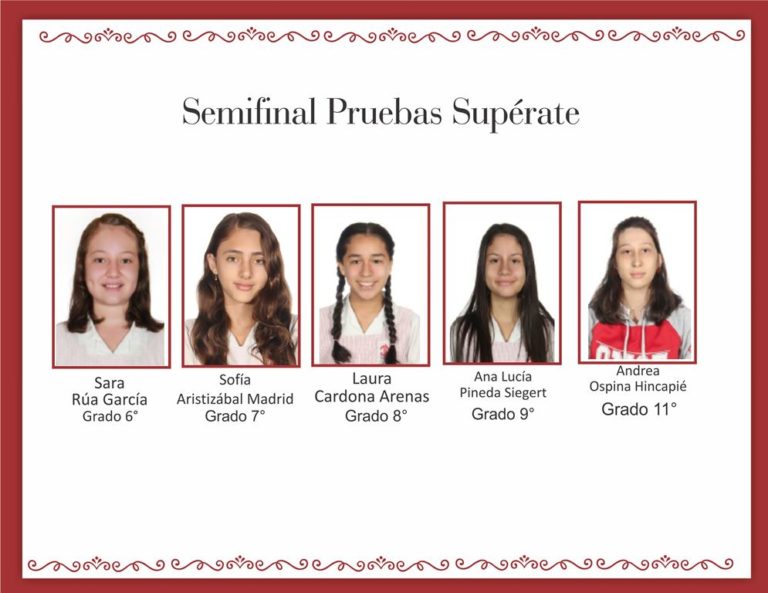 Semifinal Pruebas Supérate
Sara
Rúa García
Grado 6°
Sofía
Aristizábal Madrid
Grado 7°
Laura
Cardona Arenas
Grado 8°
Ana Lucía
Pineda Siegert
Grado 9°
Andrea
Ospina Hincapié
Grado 11°